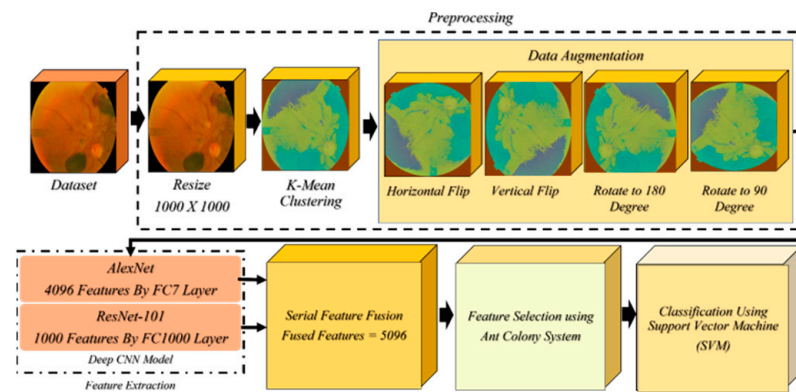 Preprocessing
Data Augmentation
Dataset
Resize
1000 X 1000
K-Mean
Clustering
Horizontal Flip
Vertical Flip
Rotate to 180
Degree
Rotate to 90
Degree
AlexNet
4096 Features By FC7 Layer
ResNet-101
1000 Features By FC1000 Layer
Deep CNN Model
Feature Extraction
Serial Feature Fusion
Fused Features = 5096
Feature Selection using
Ant Colony System
Classification Using
Support Vector Machine
(SVM)